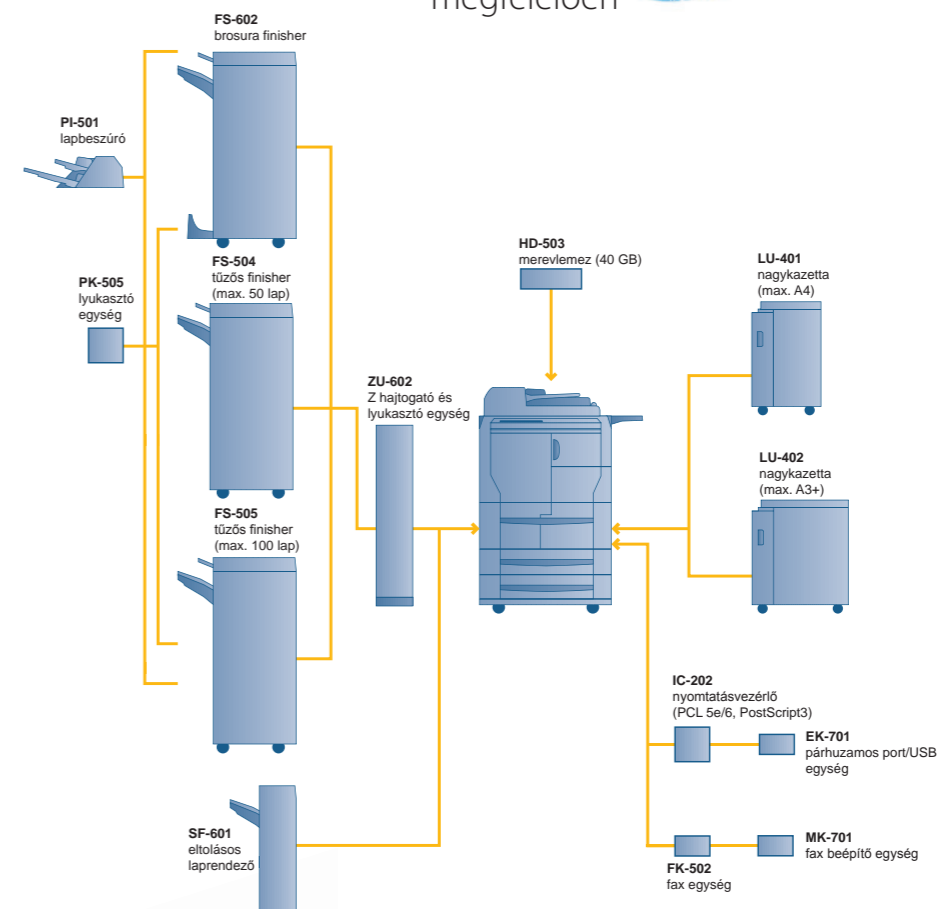 megfelelően
FS-602
brosura finisher
PI-501
lapbeszúró
PK-505
lyukasztó
egység
FS-504
tűzős finisher
(max. 50 lap)
FS-505
tűzős finisher
(max. 100 lap)
SF-601
eltolásos
laprendező
ZU-602
Z hajtogató és
lyukasztó egység
HD-503
merevlemez (40 GB)
LU-401
nagykazetta
(max. A4)
LU-402
nagykazetta
(max. A3+)
IC-202
nyomtatásvezérlő
(PCL 5e/6, PostScript3)
EK-701
párhuzamos port/USB
egység
MK-701
fax beépítő egység
FK-502
fax egység